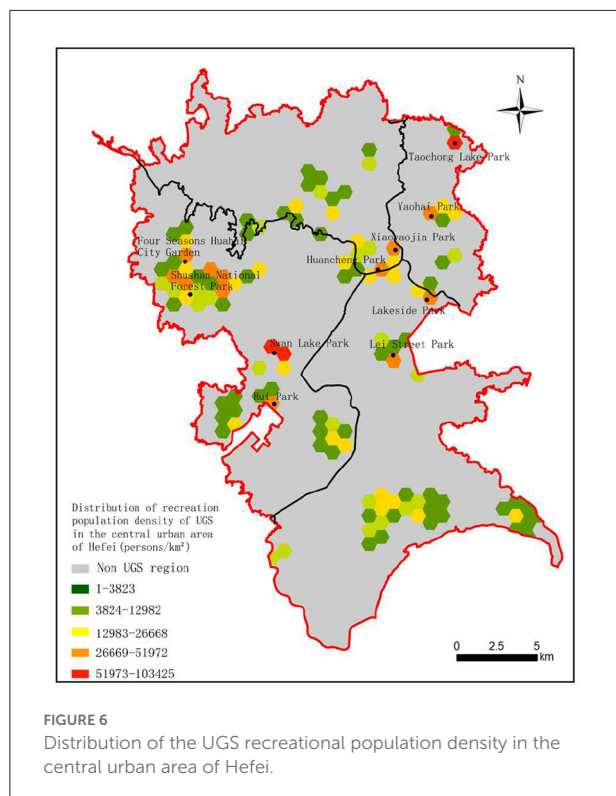 N
Taochong Lake Park
Yaohai Park
Xiaoyaojin Park
Four Seasons Huahai
City Garden
Huancheng Park
Shushan National
Forest Park
Lakeside Park
Swan Lake Park
Lei Street Park
Hui Park
Distribution of recreation
population density of UGS
in the central urban area
of Hefei(persons/km²)
Non UGS region
1-3823
3824-12982
12983-26668
26669-51972
51973-103425
0 2.5 5
km
FIGURE 6
Distribution of the UGS recreational population density in the
central urban area of Hefei.